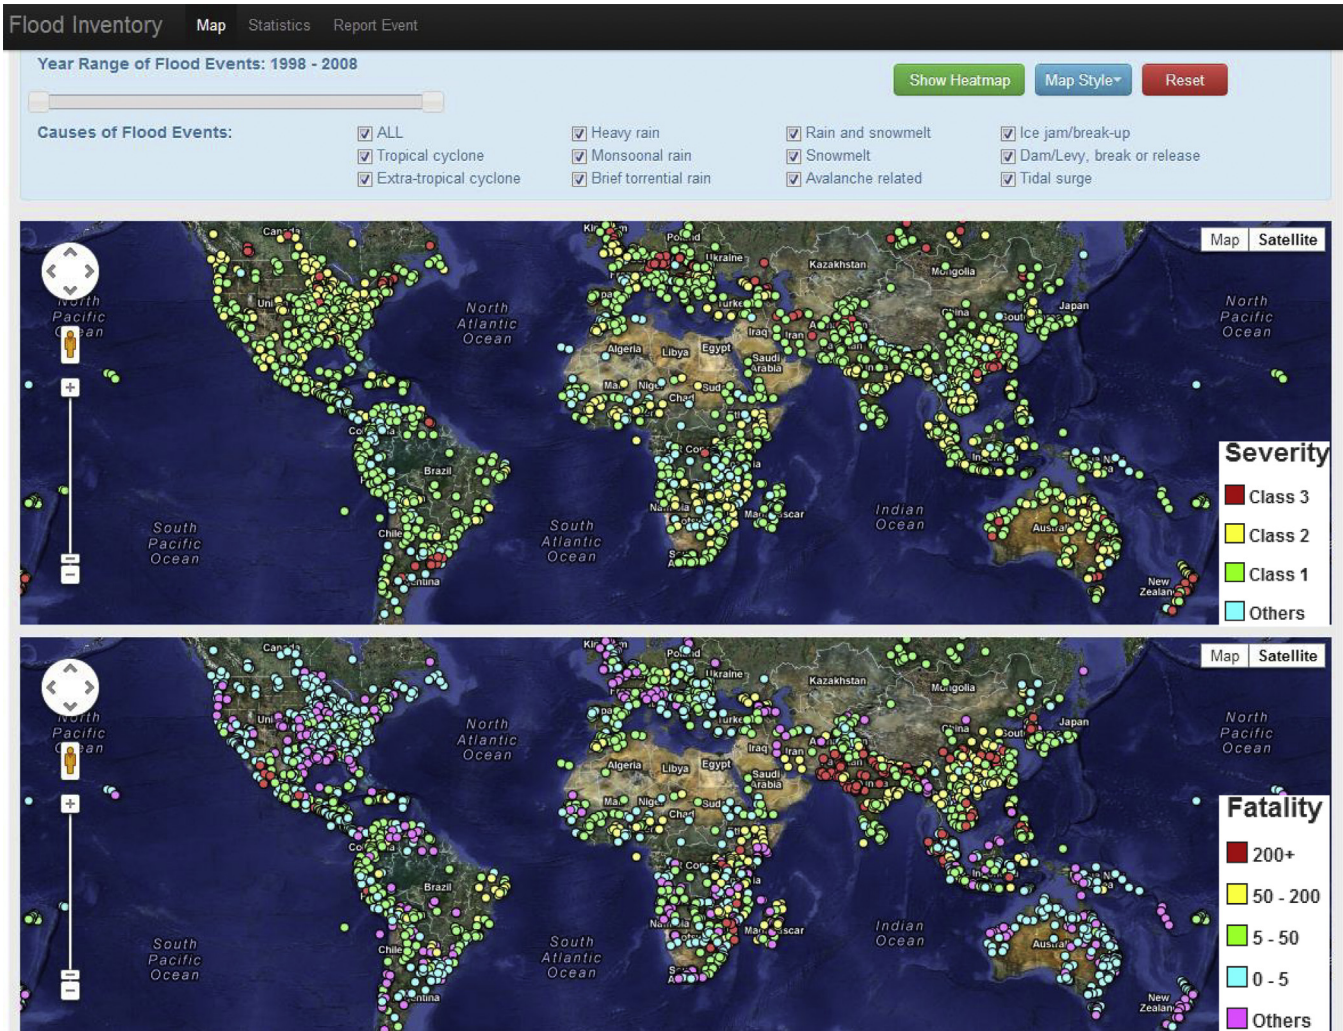 Flood Inventory Map Statistics Report Event
Year Range of Flood Events: 1998 - 2008
Show Heatmap Map Style Reset
Causes of Flood Events: ALL Heavy rain Rain and snowmelt Ice jam/break-up
Tropical cyclone Monsoonal rain Snowmelt Dam/Levy, break or release
Extra-tropical cyclone Brief torrential rain Avalanche related Tidal surge
Map Satellite
Canada
Ukraine
Kazakhstan
Mongolia
North Pacific Ocean
North Atlantic Ocean
Japan
North Pacific Ocean
China
Iraq
Iran
Algeria
Libya
Egypt
Saudi Arabia
Chad
Brazil
Chile
South Pacific Ocean
South Atlantic Ocean
Indian Ocean
New
Severity
Class 3
Class 2
Class 1
Others
Map Satellite
Ukraine
Kazakhstan
Mongolia
North Atlantic Ocean
Japan
North Pacific Ocean
China
Iraq
Iran
Algeria
Libya
Egypt
Saudi Arabia
Chad
Brazil
Chile
South Pacific Ocean
South Atlantic Ocean
Indian Ocean
New
Fatality
200+
50 - 200
5 - 50
0 - 5
Others